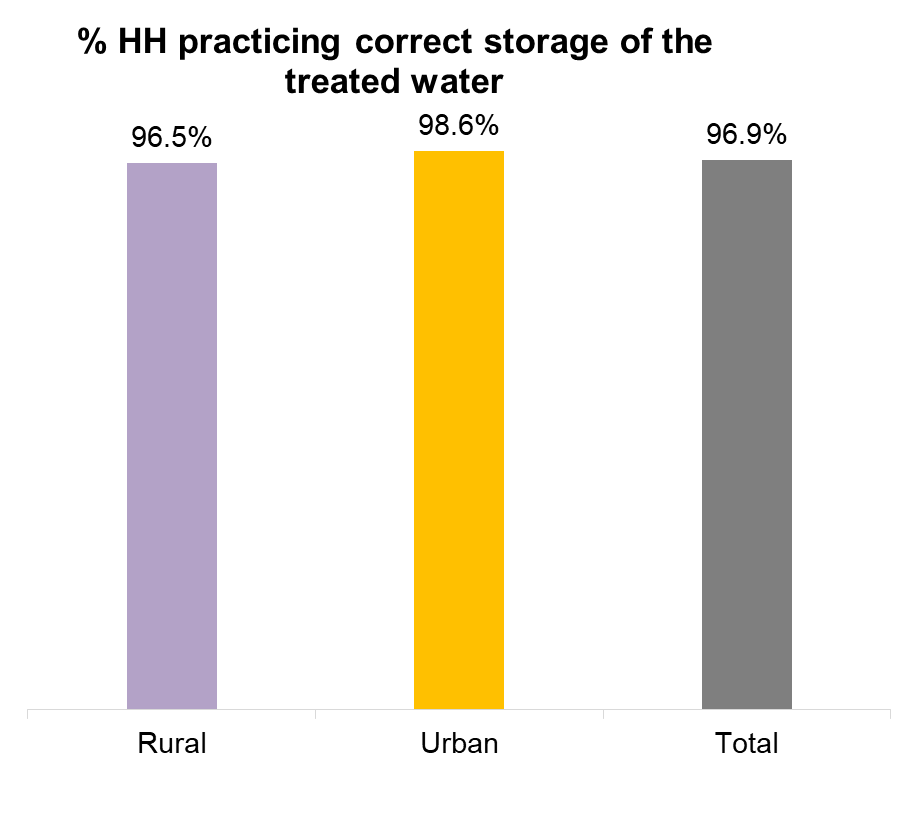 % HH practicing correct storage of the
treated water
96.5%
98.6%
96.9%
Rural
Urban
Total